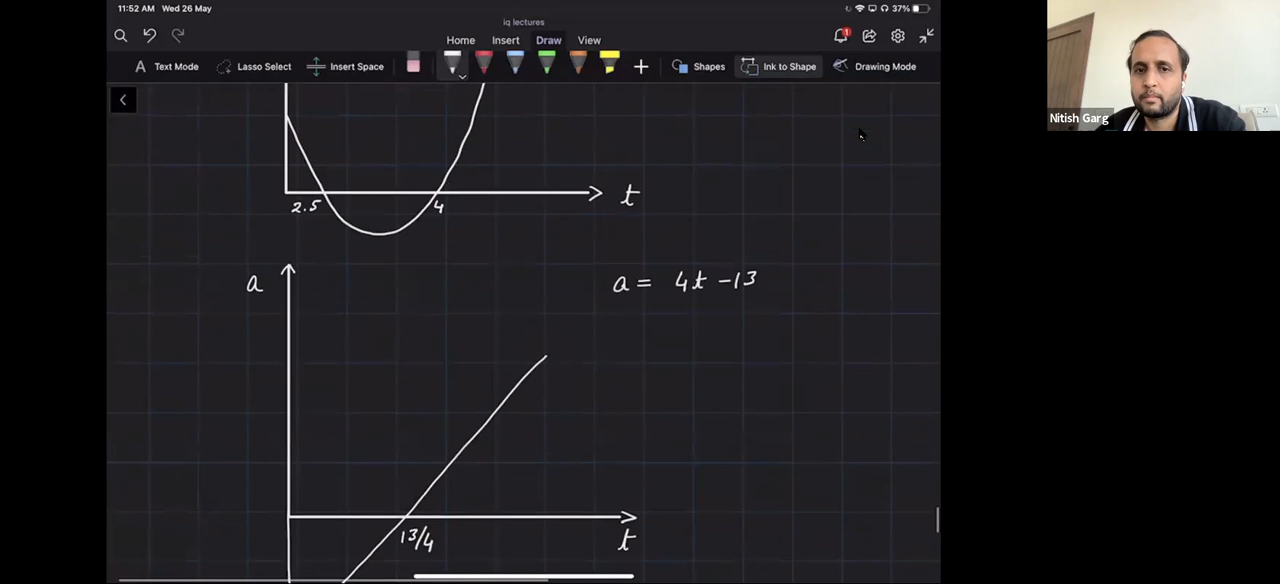 11:52 AM Wed 26 May
37%
iq lectures
Home Insert Draw View
1
Text Mode Lasso Select Insert Space Shapes Ink to Shape Drawing Mode
Nitish Garg
t
2.5 4
a
a = 4t - 13
13/4
t